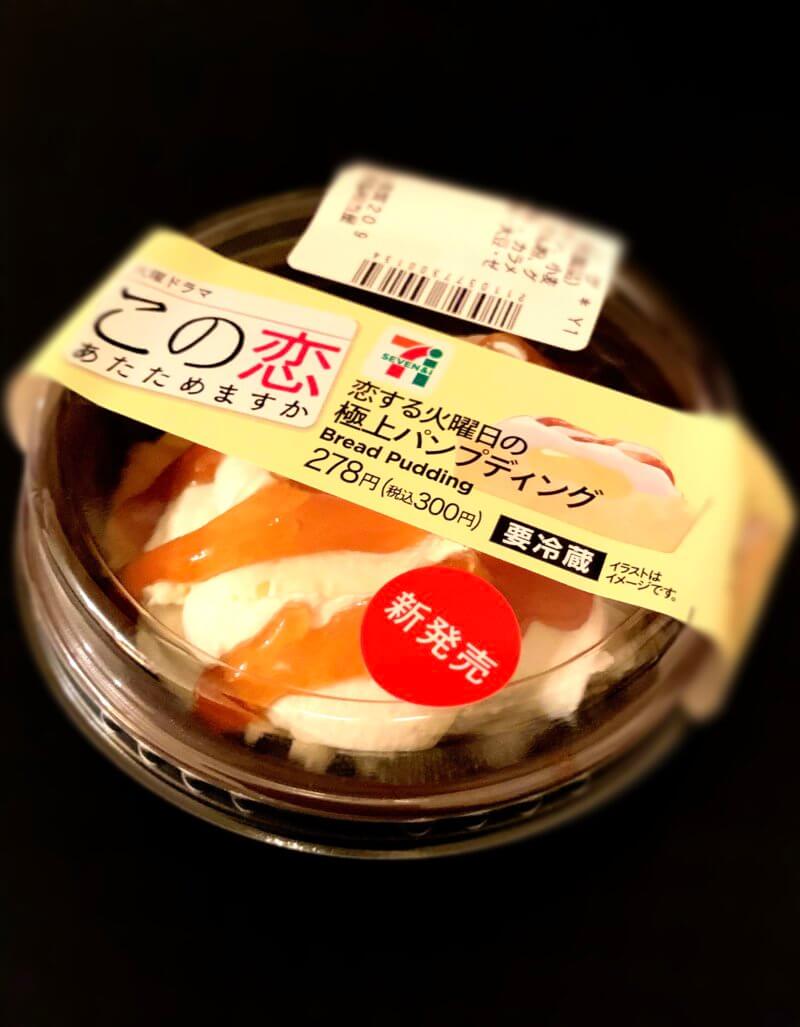 火曜ドラマ
この恋
あたためますか
SEVEN&i
恋する火曜日の
極上パンプディング
Bread Pudding
278円(税込300円)
要冷蔵
イラストは
イメージです。
新発売
* Y1
2110377300134